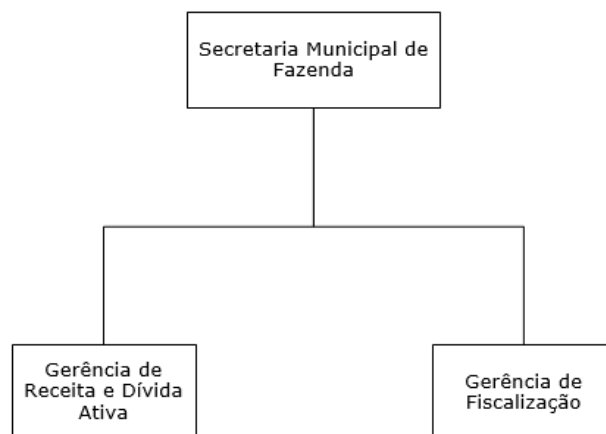 Secretaria Municipal de
Fazenda
Gerência de
Receita e Dívida
Ativa
Gerência de
Fiscalização